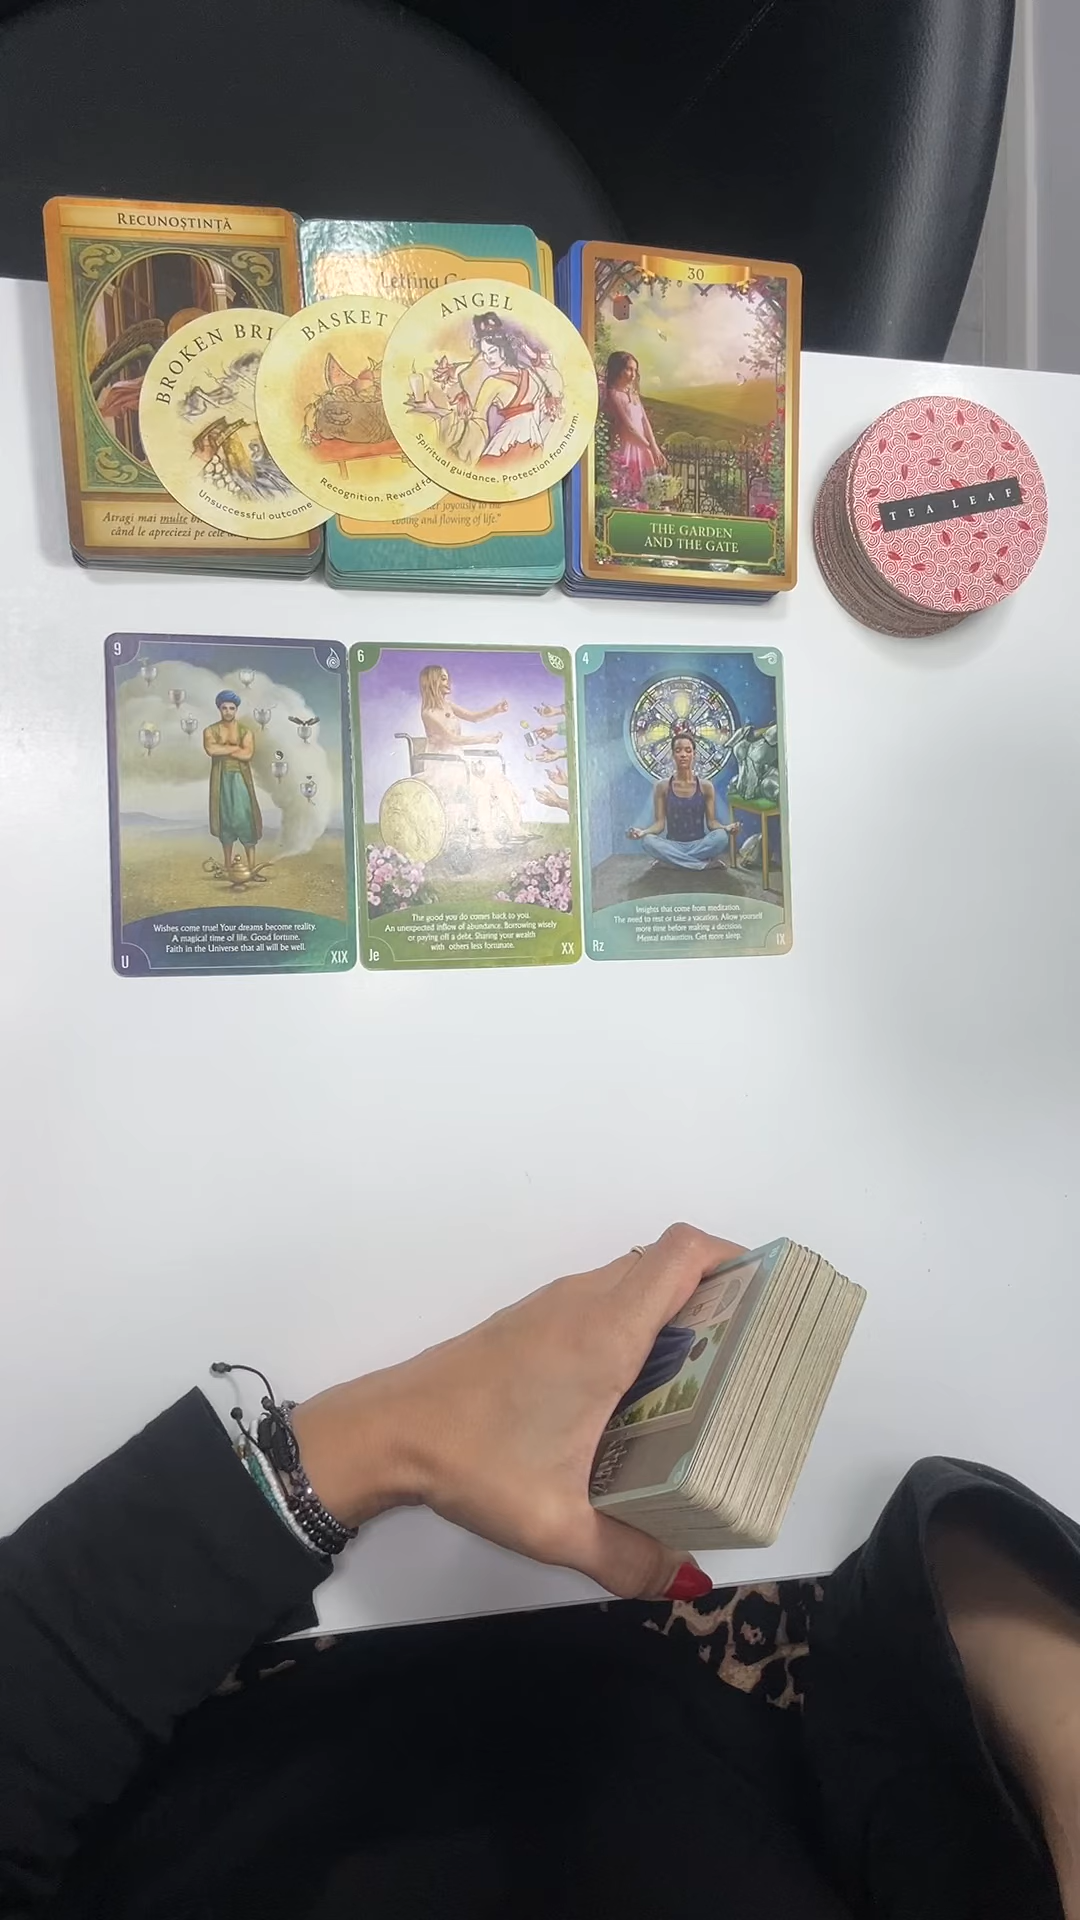 RECUNOȘTINȚĂ
Atragi mai multe
când le apreciezi pe cele
BROKEN
Unsuccessful outcome
BASKET
Recognition. Reward
Letting
joyously to the
and flowing of life."
ANGEL
Spiritual guidance. Protection from harm.
30
THE GARDEN
AND THE GATE
TEA LEAF
9
Wishes come true! Your dreams become reality.
A magical time of life. Good fortune.
Faith in the Universe that all will be well.
U
XIX
6
The good you do comes back to you.
An unexpected inflow of abundance. Borrowing wisely
or paying off a debt. Sharing your wealth
with others less fortunate.
Je
XX
4
Insights that come from meditation.
The need to rest or take a vacation. Allow yourself
more time before making a decision.
Mental exhaustion. Get more sleep.
Rz
IX